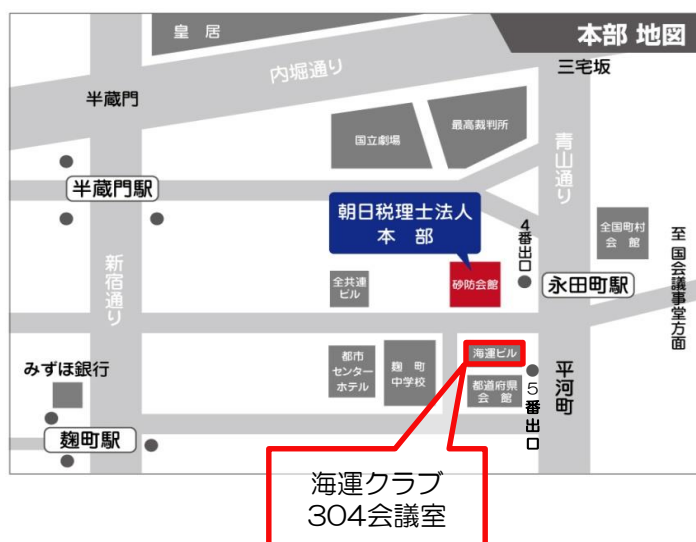 皇 居
本部 地図
内堀通り
三宅坂
半蔵門
国立劇場
最高裁判所
青山通り
半蔵門駅
朝日税理士法人
本 部
4番出口
全国町村
会 館
至 国会議事堂方面
新宿通り
全共連
ビル
砂防会館
永田町駅
みずほ銀行
都市
センター
ホテル
麹 町
中学校
海運ビル
都道府県
会 館
5番出口
平河町
麹町駅
海運クラブ
304会議室